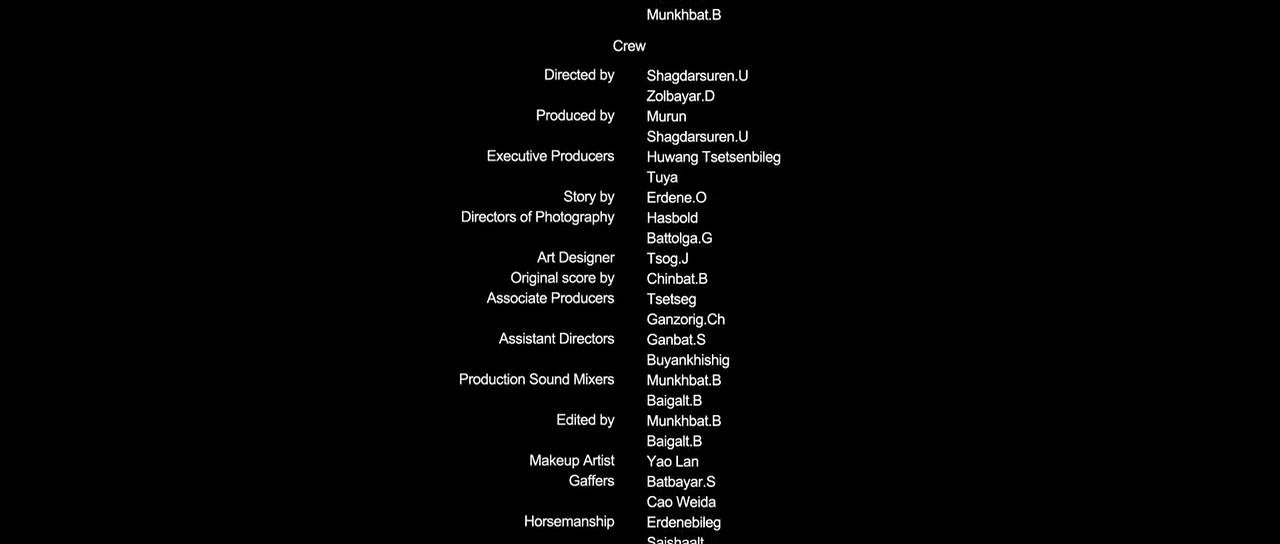 Munkhbat.B
Crew
Directed by Shagdarsuren.U
Zolbayar.D
Produced by Murun
Shagdarsuren.U
Executive Producers Huwang Tsetsenbileg
Tuya
Story by Erdene.O
Directors of Photography Hasbold
Battolga.G
Art Designer Tsog.J
Original score by Chinbat.B
Associate Producers Tsetseg
Ganzorig.Ch
Assistant Directors Ganbat.S
Buyankhishig
Production Sound Mixers Munkhbat.B
Baigalt.B
Edited by Munkhbat.B
Baigalt.B
Makeup Artist Yao Lan
Gaffers Batbayar.S
Cao Weida
Horsemanship Erdenebileg